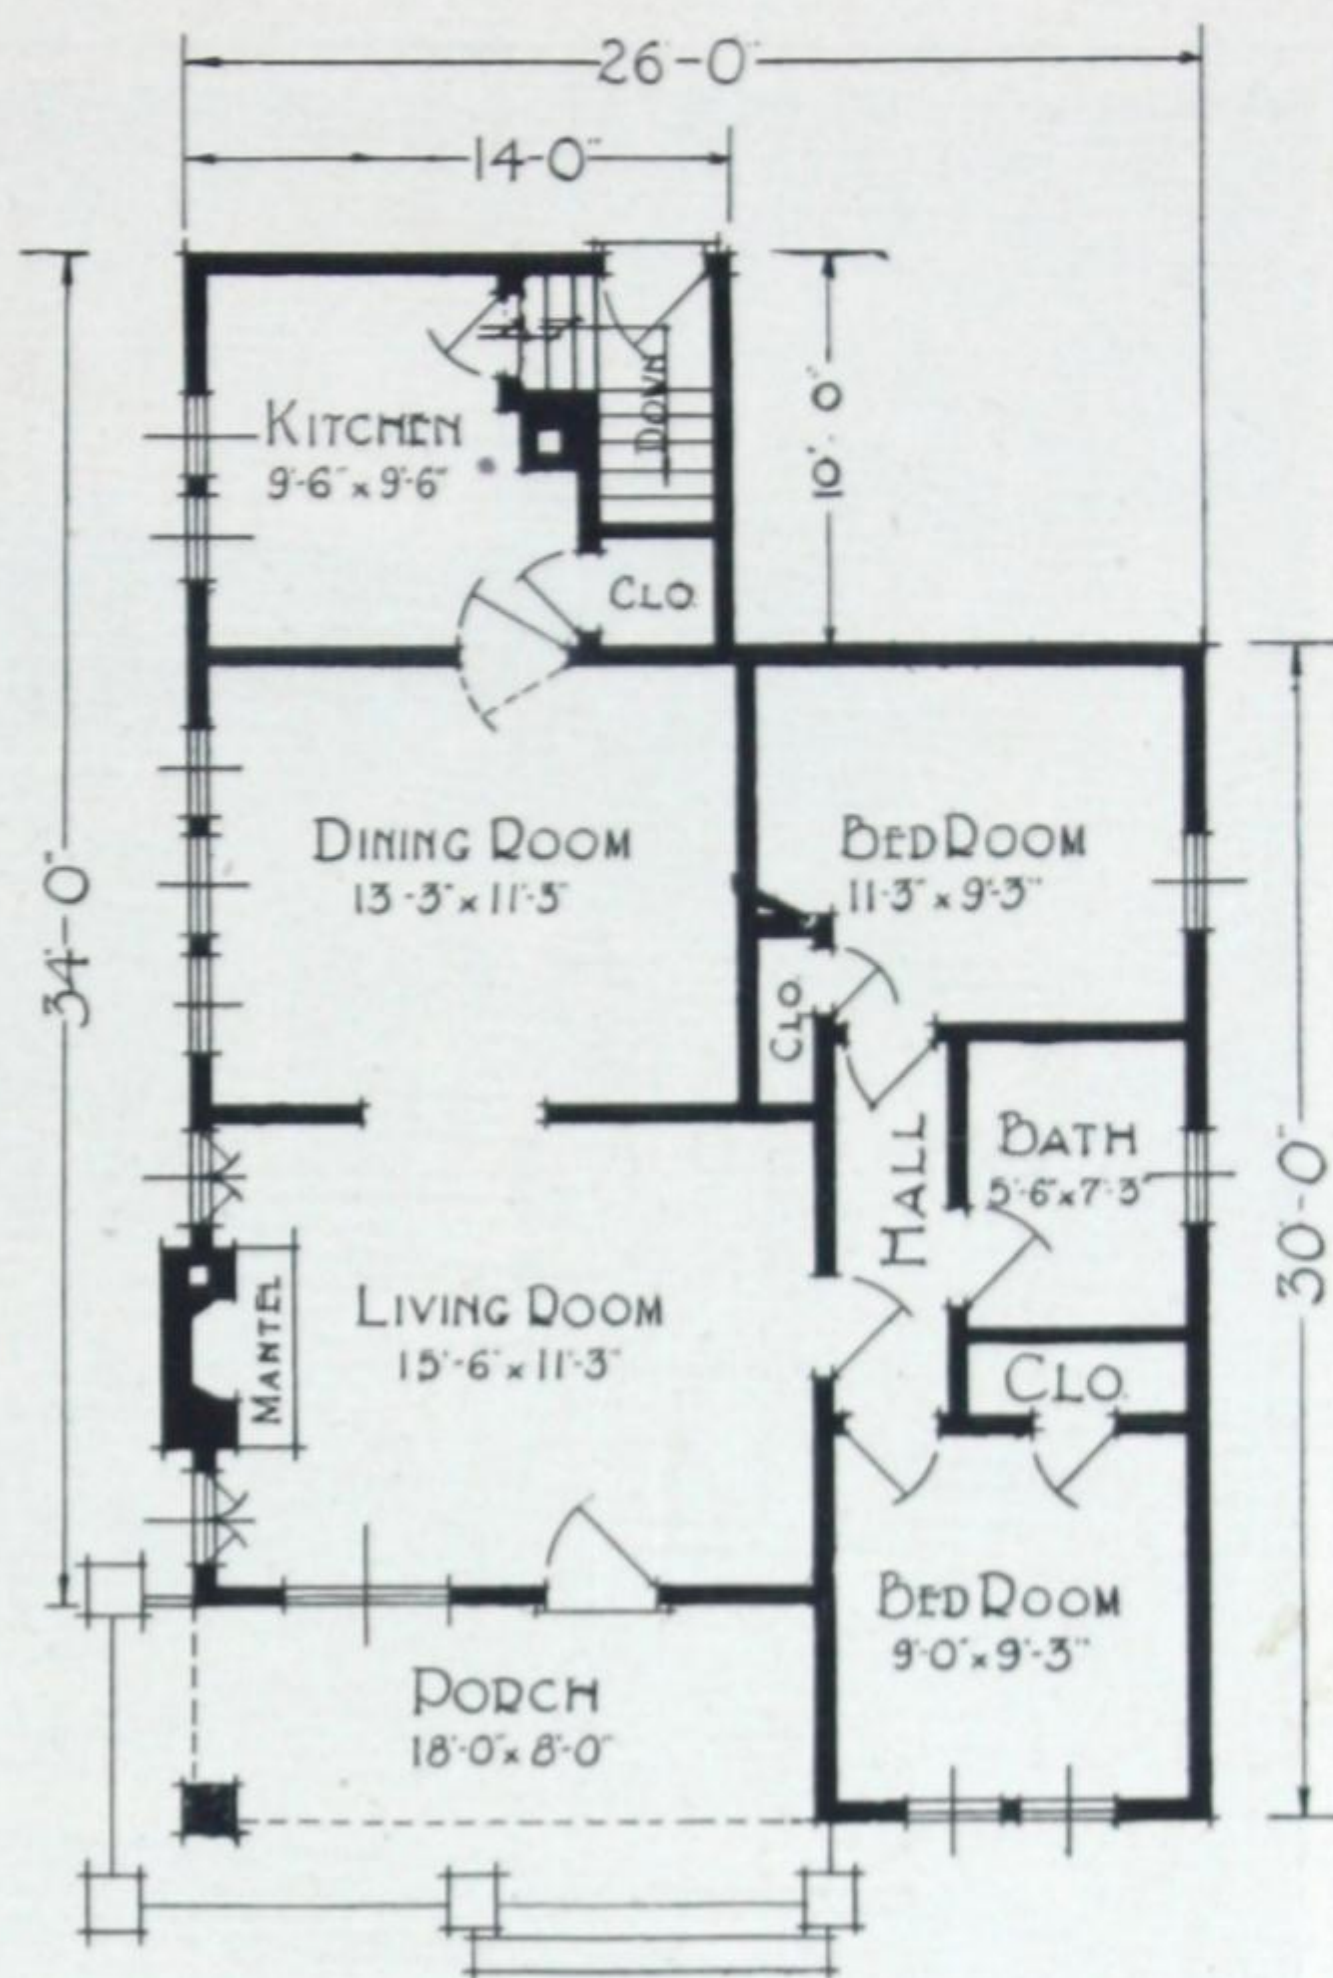 26'-0"
14'-0"
KITCHEN
9'-6" x 9'-6"
DOWN
10'-0"
CLO.
34'-0"
DINING ROOM
13'-3" x 11'-3"
BED ROOM
11'-3" x 9'-3"
CLO.
HALL
BATH
5'-6" x 7'-3"
30'-0"
MANTEL
LIVING ROOM
15'-6" x 11'-3"
CLO.
BED ROOM
9'-0" x 9'-3"
PORCH
18'-0" x 8'-0"